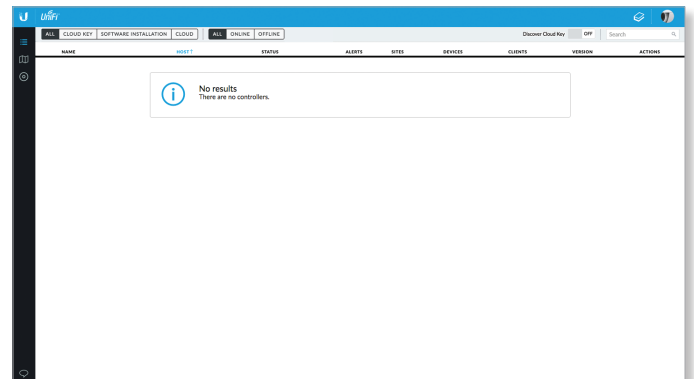 U UniFi
ALL CLOUD KEY SOFTWARE INSTALLATION CLOUD ALL ONLINE OFFLINE Discover Cloud Key OFF Search
NAME HOST↑ STATUS ALERTS SITES DEVICES CLIENTS VERSION ACTIONS
No results
There are no controllers.